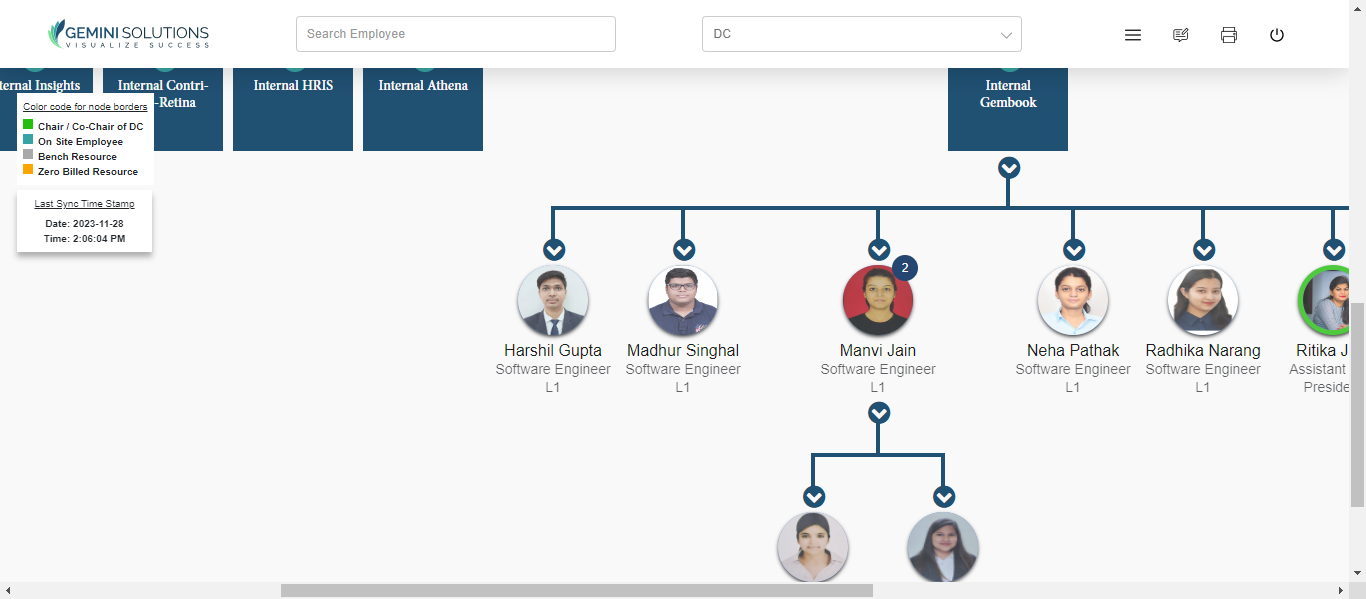 GEMINI SOLUTIONS
VISUALIZE SUCCESS
Search Employee
DC
Internal Contri-
-Retina
Internal HRIS
Internal Athena
Internal
Gembook
Insights
Color code for node borders
Chair / Co-Chair of DC
On Site Employee
Bench Resource
Zero Billed Resource
Last Sync Time Stamp
Date: 2023-11-28
Time: 2:06:04 PM
2
Harshil Gupta
Software Engineer
L1
Madhur Singhal
Software Engineer
L1
Manvi Jain
Software Engineer
L1
Neha Pathak
Software Engineer
L1
Radhika Narang
Software Engineer
L1
Ritika J
Assistant
Preside